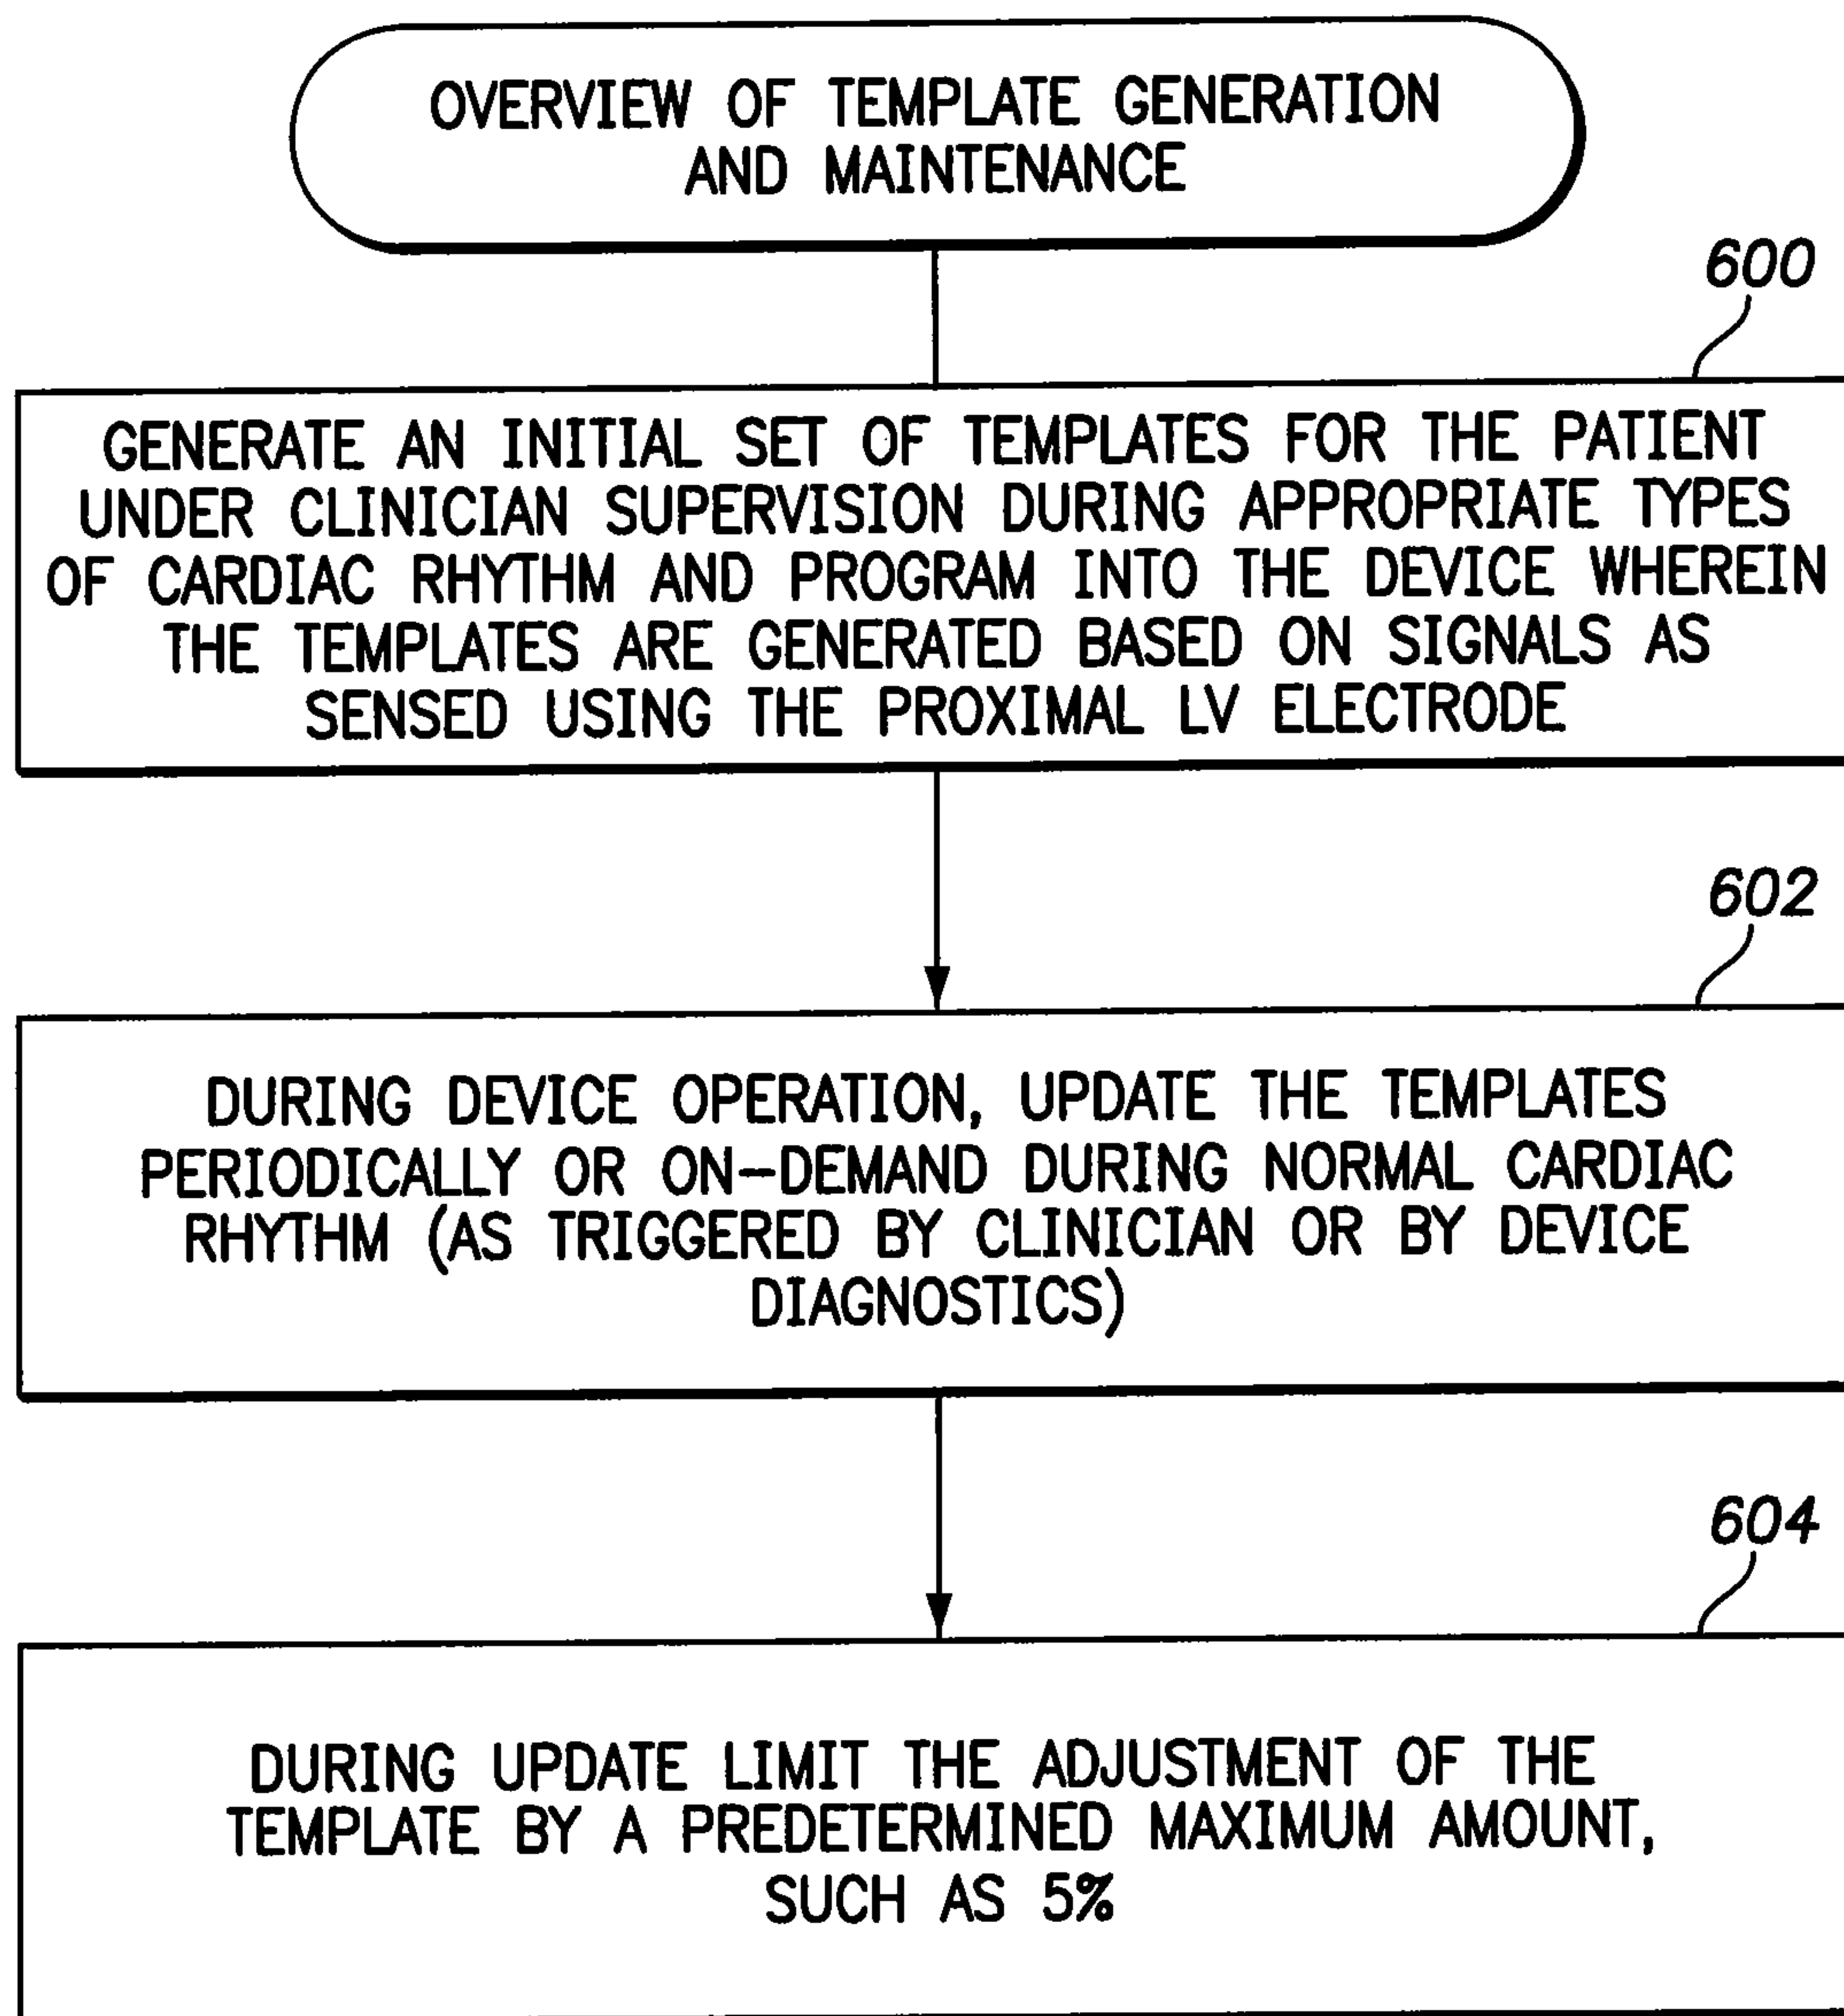 OVERVIEW OF TEMPLATE GENERATION
AND MAINTENANCE
600
GENERATE AN INITIAL SET OF TEMPLATES FOR THE PATIENT
UNDER CLINICIAN SUPERVISION DURING APPROPRIATE TYPES
OF CARDIAC RHYTHM AND PROGRAM INTO THE DEVICE WHEREIN
THE TEMPLATES ARE GENERATED BASED ON SIGNALS AS
SENSED USING THE PROXIMAL LV ELECTRODE
602
DURING DEVICE OPERATION, UPDATE THE TEMPLATES
PERIODICALLY OR ON-DEMAND DURING NORMAL CARDIAC
RHYTHM (AS TRIGGERED BY CLINICIAN OR BY DEVICE
DIAGNOSTICS)
604
DURING UPDATE LIMIT THE ADJUSTMENT OF THE
TEMPLATE BY A PREDETERMINED MAXIMUM AMOUNT,
SUCH AS 5%